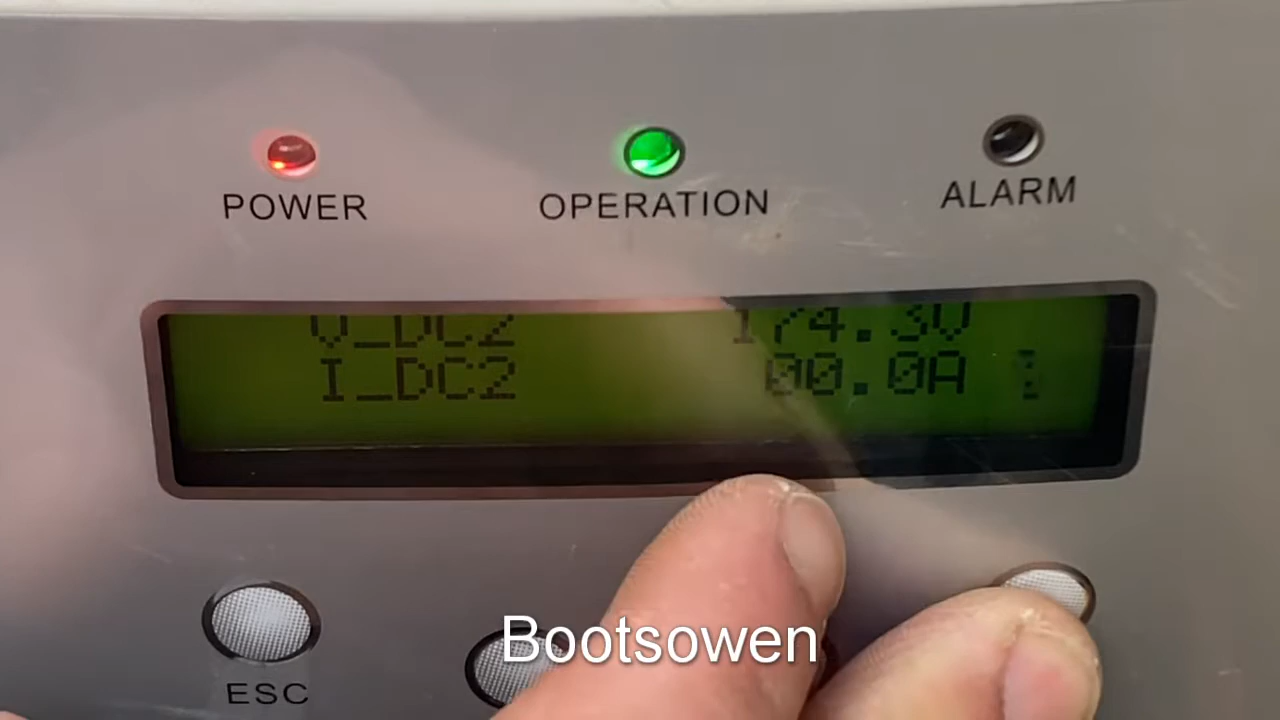 POWER
OPERATION
ALARM
V_DC2 174.3V
I_DC2 00.0A
Bootsowen
ESC